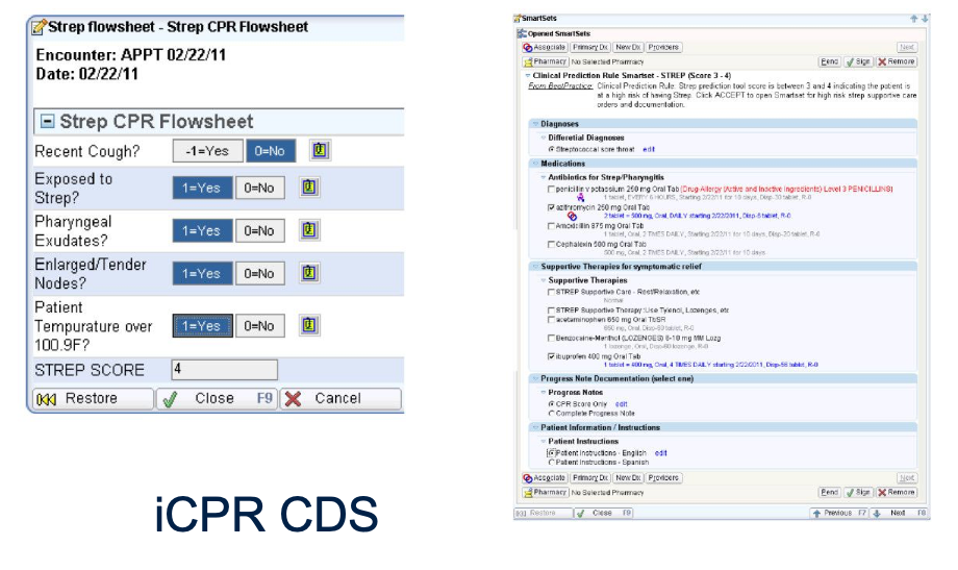 Strep flowsheet - Strep CPR Flowsheet
Encounter: APPT 02/22/11
Date: 02/22/11
Strep CPR Flowsheet
Recent Cough? -1=Yes 0=No
Exposed to
Strep? 1=Yes 0=No
Pharyngeal
Exudates? 1=Yes 0=No
Enlarged/Tender
Nodes? 1=Yes 0=No
Patient
Tempurature over
100.9F? 1=Yes 0=No
STREP SCORE 4
Restore Close F9 Cancel
iCPR CDS
SmartSets
Opened SmartSets
Associate Primary Dx New Dx Providers Next
Pharmacy No Selected Pharmacy Pend Sign Remove
Clinical Prediction Rule Smartset - STREP (Score 3 - 4)
From BestPractice: Clinical Prediction Rule. Strep prediction tool score is between 3 and 4 indicating the patient is
at a high risk of having Strep. Click ACCEPT to open Smartset for high risk strep supportive care
orders and documentation.
Diagnoses
Differential Diagnoses
Streptococcal sore throat edit
Medications
Antibiotics for Strep/Pharyngitis
penicillin v potassium 250 mg Oral Tab (Drug-Allergy (Active and Inactive Ingredients) Level 3 PENICILLINS)
1 tablet, EVERY 6 HOURS, Starting 2/22/11 for 10 days, R-0
azithromycin 250 mg Oral Tab
2 tablet = 500 mg, Oral, DAILY starting 2/22/2011, R-0
Amoxicillin 875 mg Oral Tab
1 tablet, Oral, 2 TIMES DAILY, Starting 2/22/11 for 10 days, Disp-20 tablet, R-0
Cephalexin 500 mg Oral Tab
500 mg, Oral, 2 TIMES DAILY, Starting 2/22/11 for 10 days
Supportive Therapies for symptomatic relief
Supportive Therapies
STREP Supportive Care - Rest/Relaxation, etc
Normal
STREP Supportive Therapy: Use Tylenol, Lozenges, etc
acetaminophen 650 mg Oral TbSR
650 mg, Oral, R-0
Benzocaine-Menthol (LOZENGES) 6-10 mg MM Lozg
1 lozenge, Oral, R-0
ibuprofen 400 mg Oral Tab
1 tablet = 400 mg, Oral, 4 TIMES DAILY starting 2/22/2011, R-0
Progress Note Documentation (select one)
Progress Notes
CPR Score Only edit
Complete Progress Note
Patient Information / Instructions
Patient Instructions
Patient Instructions - English edit
Patient Instructions - Spanish
Associate Primary Dx New Dx Providers Next
Pharmacy No Selected Pharmacy Pend Sign Remove
Restore Close F9 Previous F7 Next F8